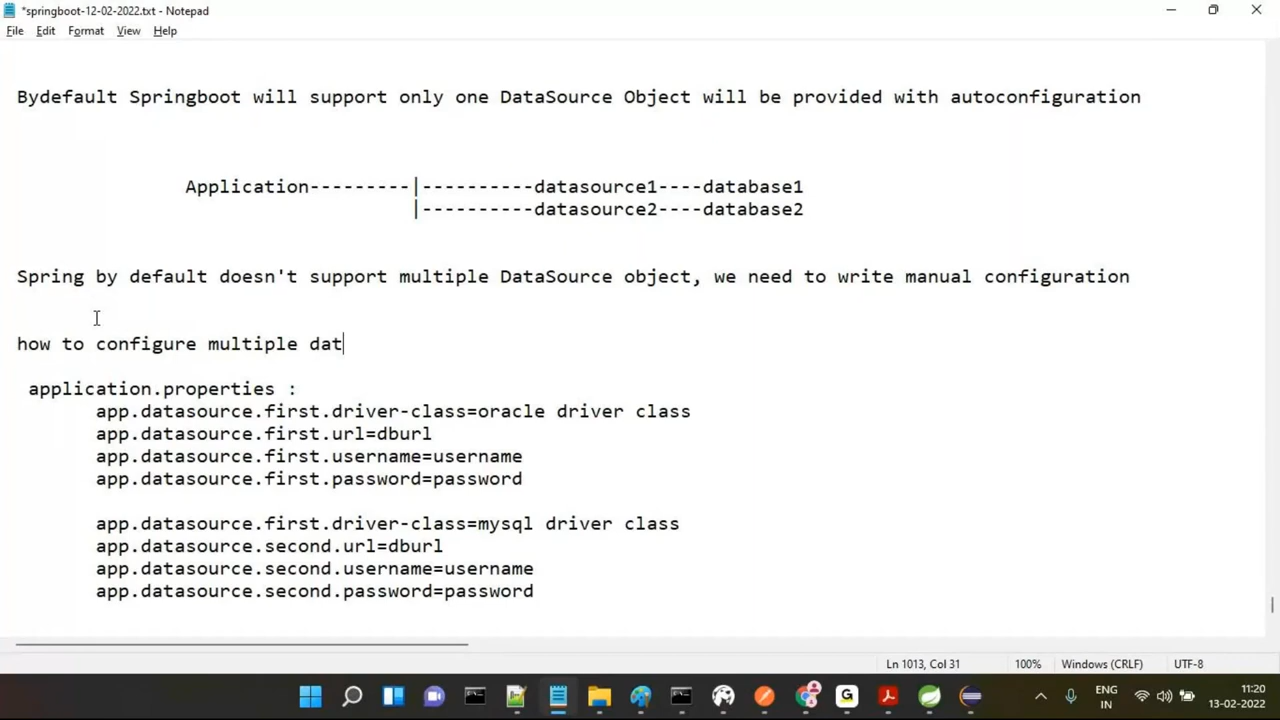 *springboot-12-02-2022.txt - Notepad
File Edit Format View Help
Bydefault Springboot will support only one DataSource Object will be provided with autoconfiguration
Application---------|----------datasource1----database1
|----------datasource2----database2
Spring by default doesn't support multiple DataSource object, we need to write manual configuration
how to configure multiple dat
application.properties :
app.datasource.first.driver-class=oracle driver class
app.datasource.first.url=dburl
app.datasource.first.username=username
app.datasource.first.password=password
app.datasource.first.driver-class=mysql driver class
app.datasource.second.url=dburl
app.datasource.second.username=username
app.datasource.second.password=password
Ln 1013, Col 31 100% Windows (CRLF) UTF-8
ENG 11:20
IN 13-02-2022